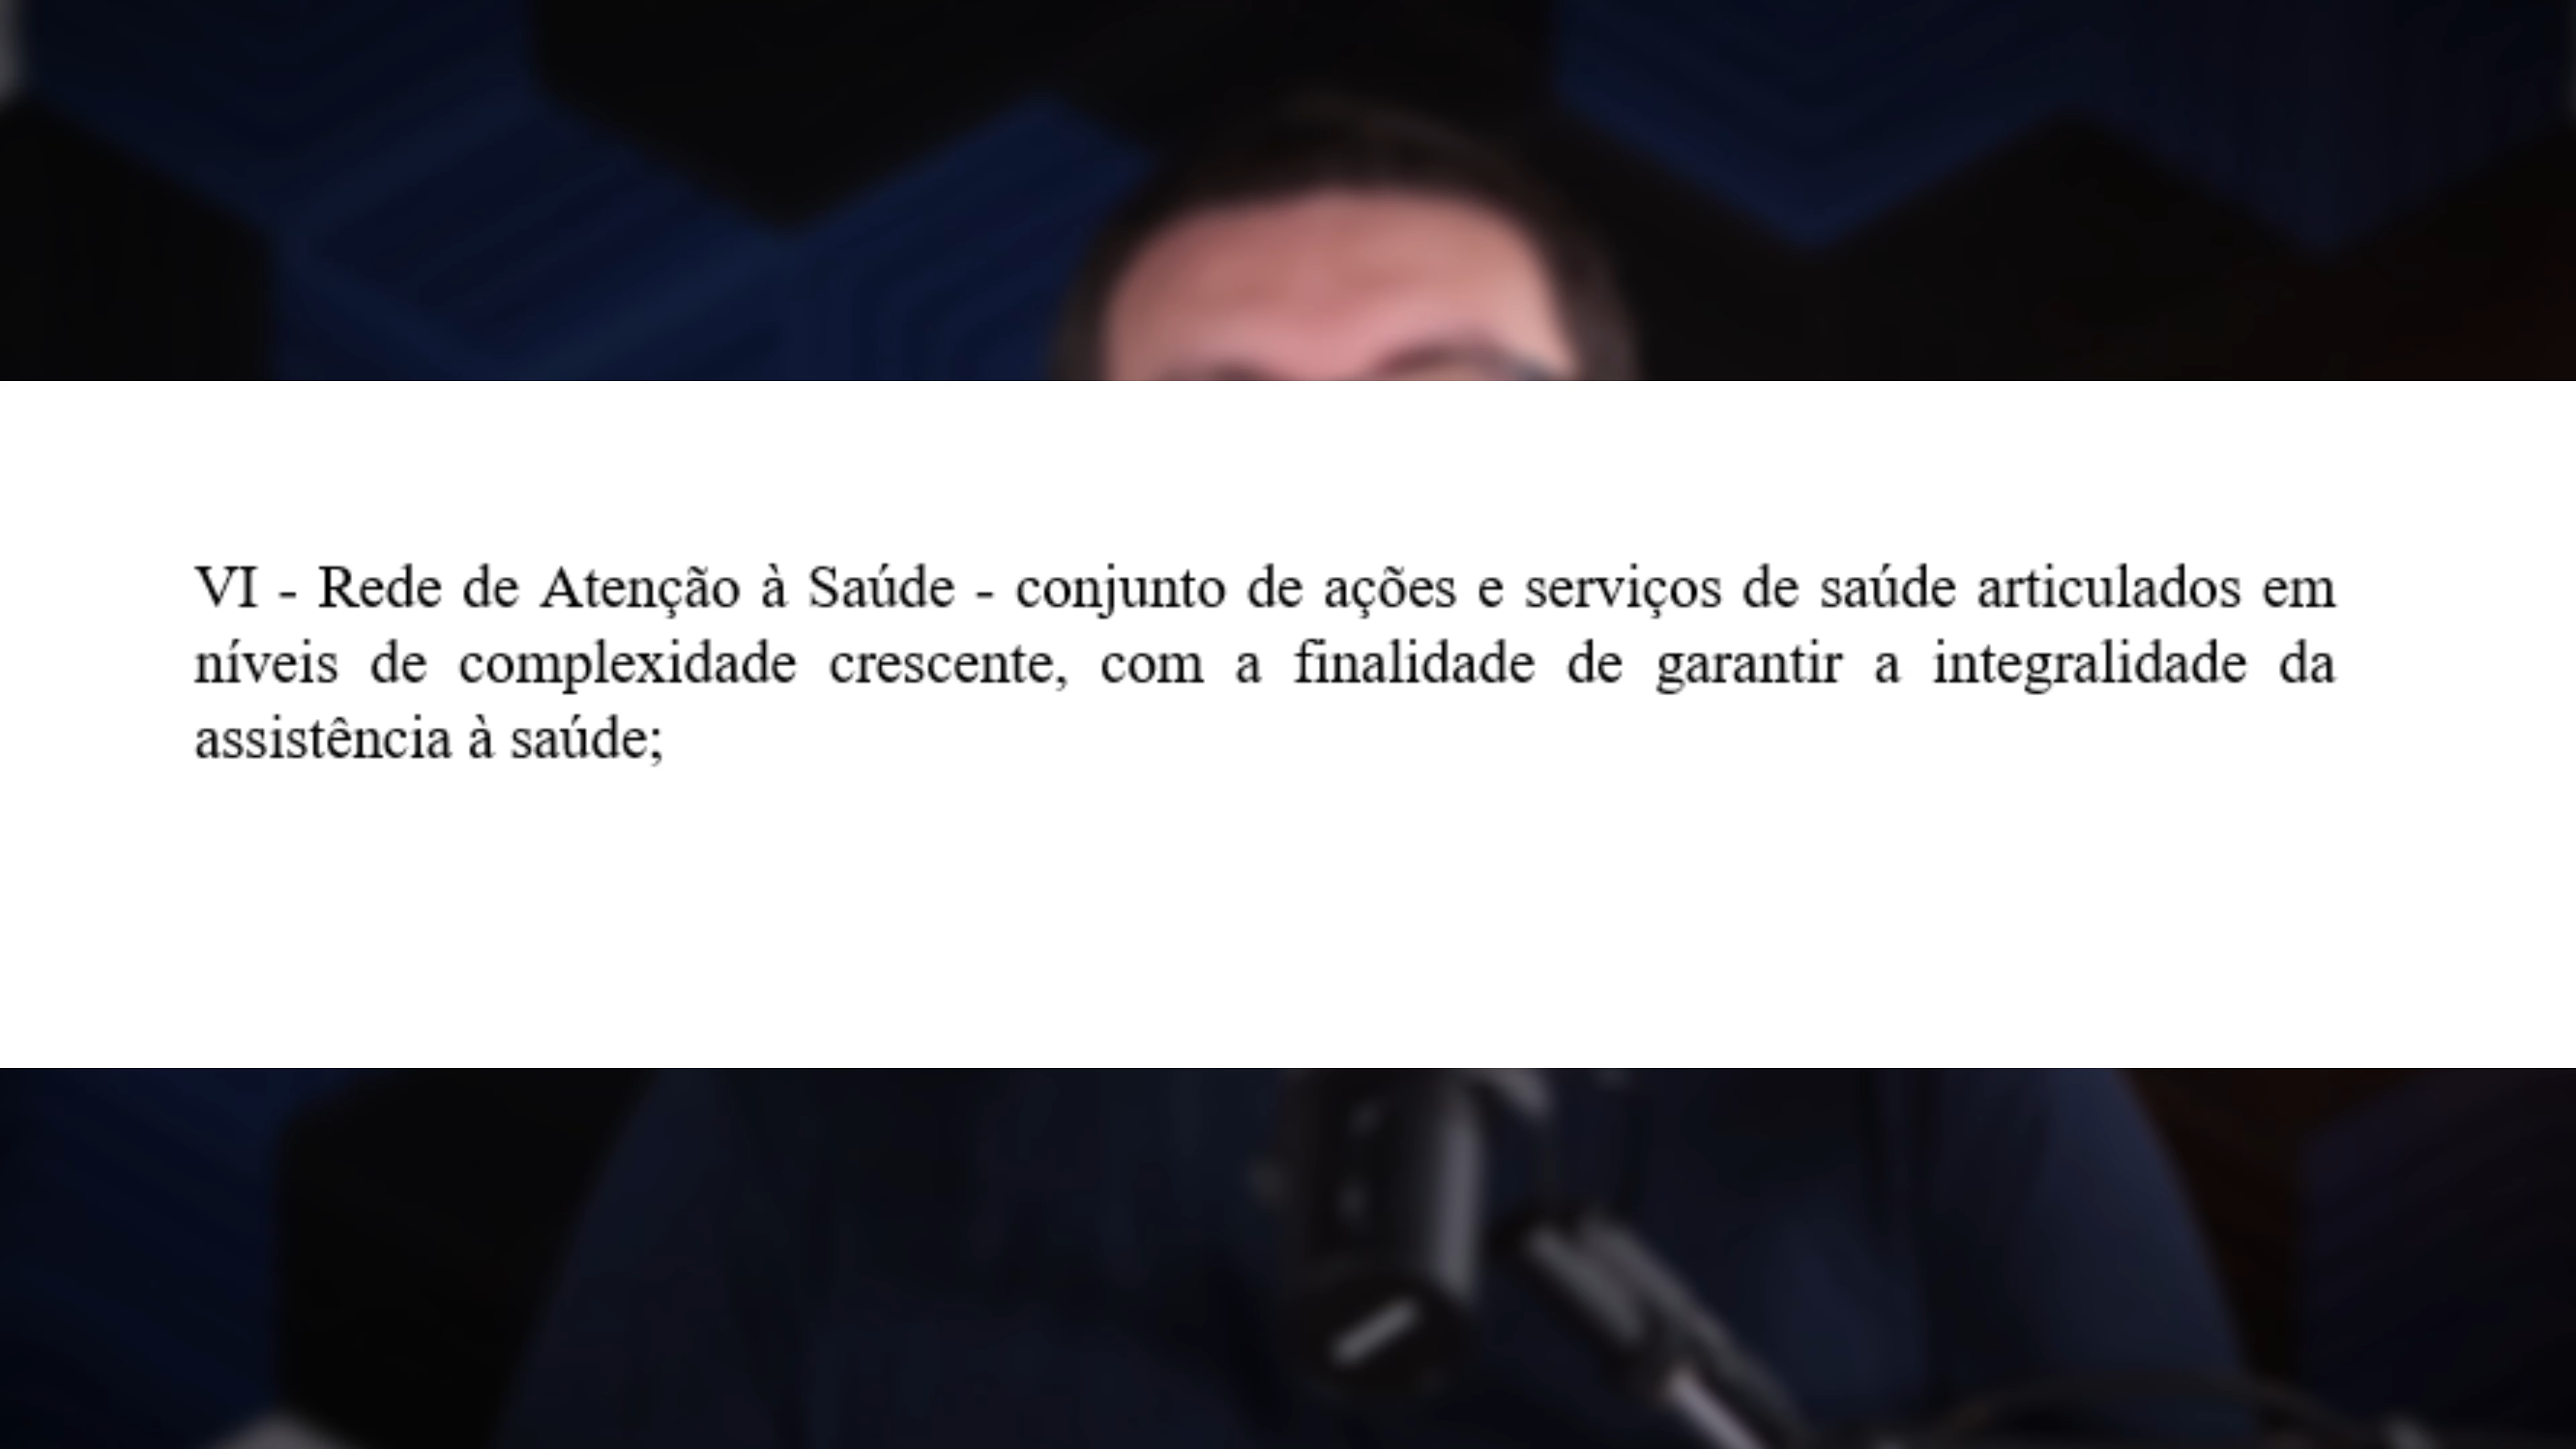 VI - Rede de Atenção à Saúde - conjunto de ações e serviços de saúde articulados em
níveis de complexidade crescente, com a finalidade de garantir a integralidade da
assistência à saúde;